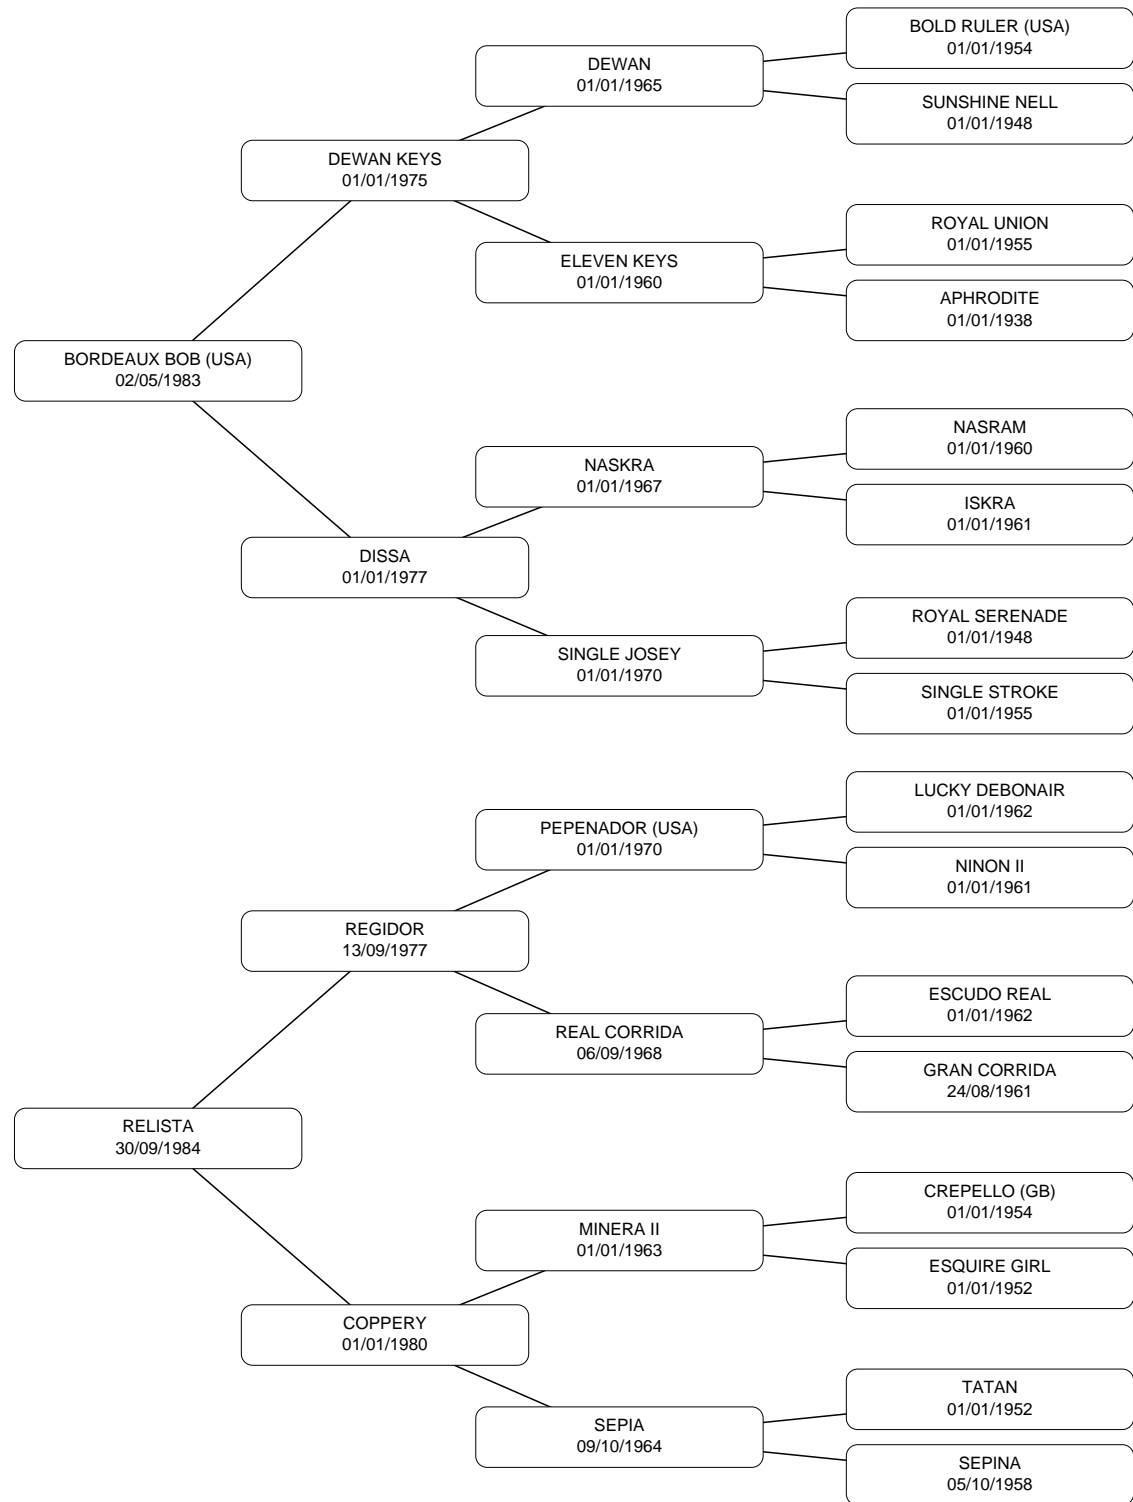 BOLD RULER (USA)
01/01/1954
DEWAN
01/01/1965
SUNSHINE NELL
01/01/1948
DEWAN KEYS
01/01/1975
ROYAL UNION
01/01/1955
ELEVEN KEYS
01/01/1960
APHRODITE
01/01/1938
BORDEAUX BOB (USA)
02/05/1983
NASRAM
01/01/1960
NASKRA
01/01/1967
ISKRA
01/01/1961
DISSA
01/01/1977
ROYAL SERENADE
01/01/1948
SINGLE JOSEY
01/01/1970
SINGLE STROKE
01/01/1955
LUCKY DEBONAIR
01/01/1962
PEPENADOR (USA)
01/01/1970
NINON II
01/01/1961
REGIDOR
13/09/1977
ESCUDO REAL
01/01/1962
REAL CORRIDA
06/09/1968
GRAN CORRIDA
24/08/1961
RELISTA
30/09/1984
CREPELLO (GB)
01/01/1954
MINERA II
01/01/1963
ESQUIRE GIRL
01/01/1952
COPPERY
01/01/1980
TATAN
01/01/1952
SEPIA
09/10/1964
SEPINA
05/10/1958